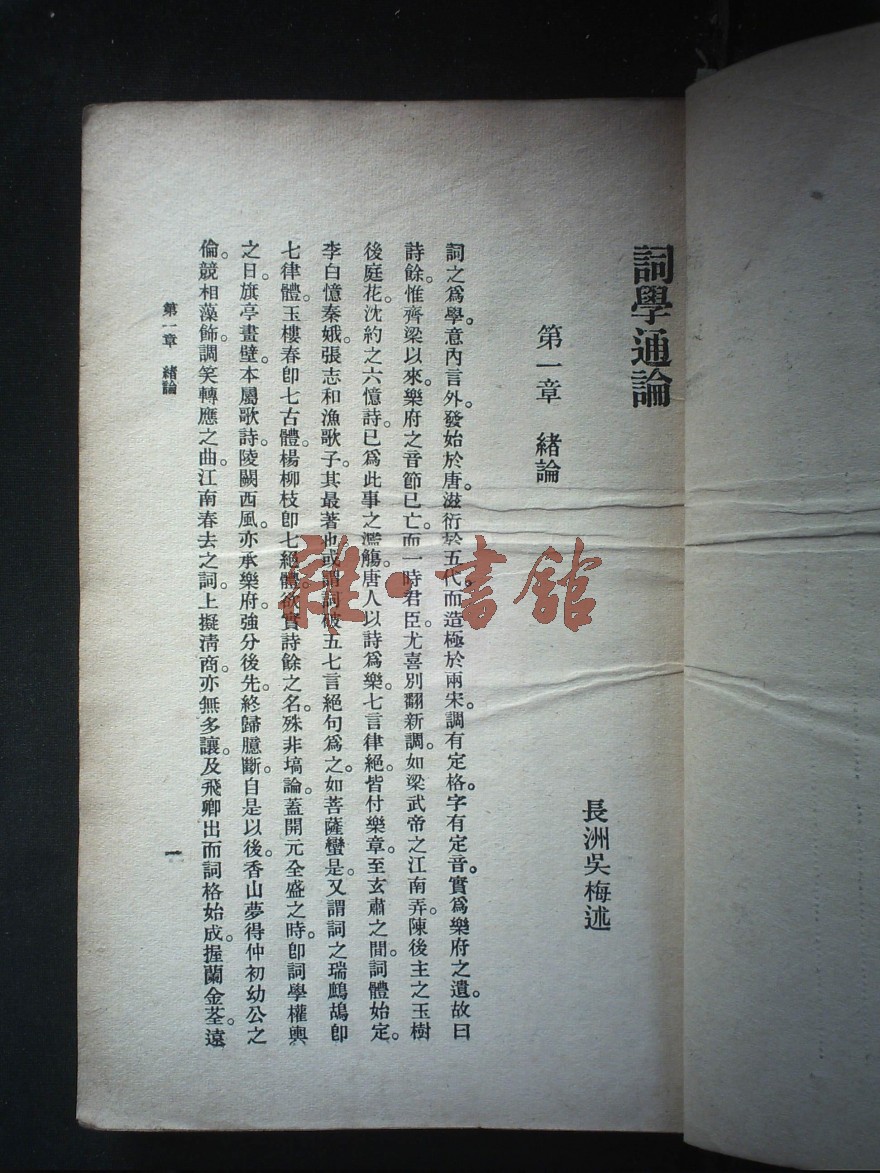 詞學通論
長洲吳梅述
第一章　緒論
詞之爲學。意內言外。發始於唐。滋衍於五代。而造極於兩宋。調有定格。字有定音。實爲樂府之遺。故曰
詩餘。惟齊梁以來。樂府之音節已亡。而一時君臣。尤喜別翻新調。如梁武帝之江南弄。陳後主之玉樹
後庭花。沈約之六憶詩。已爲此事之濫觴。唐人以詩爲樂。七言律絕。皆付樂章。至玄肅之間。詞體始定。
李白憶秦娥。張志和漁歌子。其最著也。或謂詞破五七言絕句爲之。如菩薩蠻是。又謂詞之瑞鷓鴣卽
七律體。玉樓春卽七古體。楊柳枝卽七絕體。欲實詩餘之名。殊非塙論。蓋開元全盛之時。卽詞學權輿
之日。旗亭畫壁。本屬歌詩。陵闕西風。亦承樂府。強分後先。終歸臆斷。自是以後。香山夢得仲初幼公之
倫。競相藻飾。調笑轉應之曲。江南春去之詞。上擬清商。亦無多讓。及飛卿出而詞格始成。握蘭金荃。遠
第一章　緒論
一
雜·書館